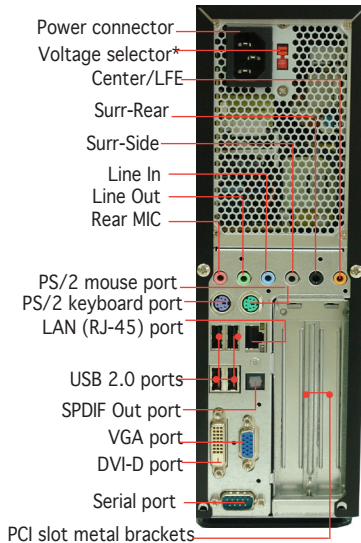 Power connector
Voltage selector*
Center/LFE
Surr-Rear
Surr-Side
Line In
Line Out
Rear MIC
PS/2 mouse port
PS/2 keyboard port
LAN (RJ-45) port
USB 2.0 ports
SPDIF Out port
VGA port
DVI-D port
Serial port
PCI slot metal brackets